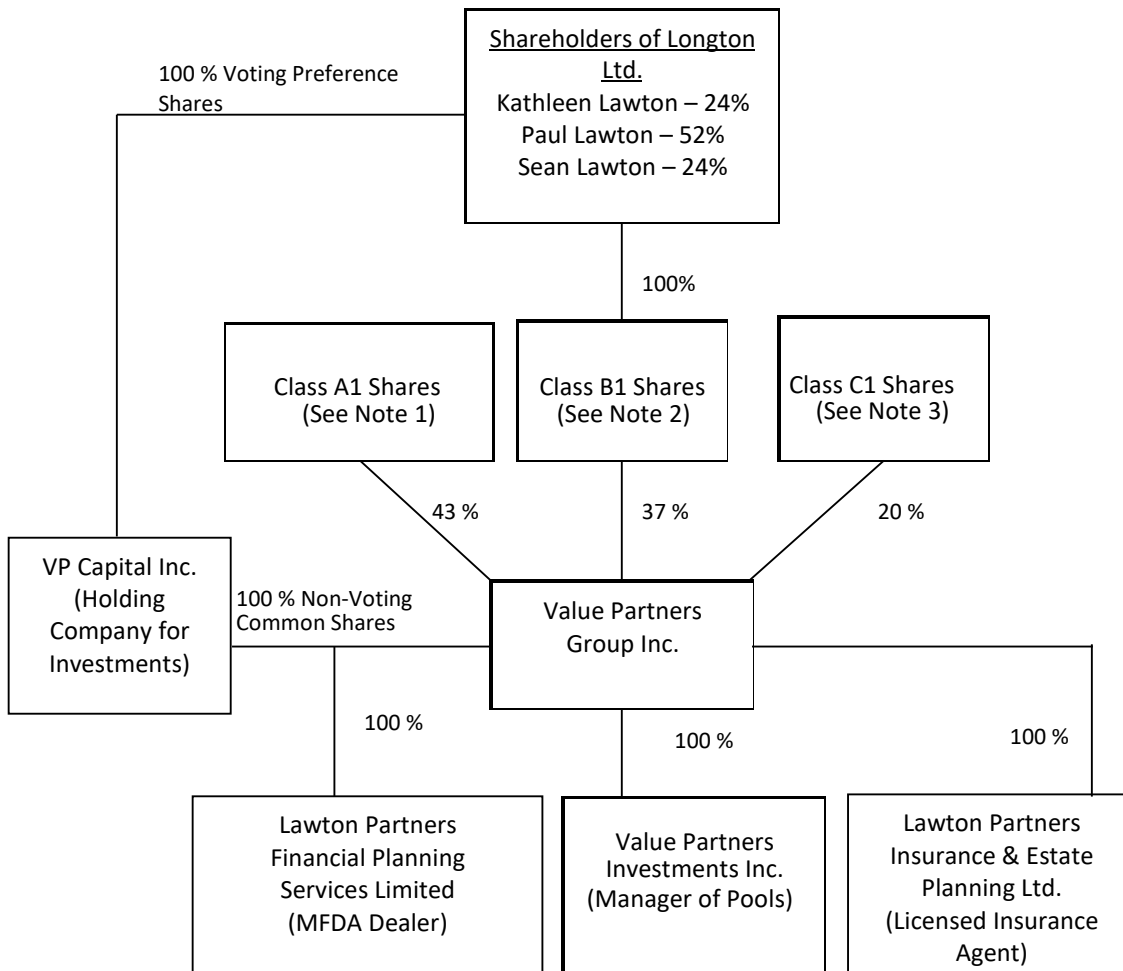 Shareholders of Longton
Ltd.
Kathleen Lawton – 24%
Paul Lawton – 52%
Sean Lawton – 24%
100 % Voting Preference
Shares
100%
Class A1 Shares
(See Note 1)
Class B1 Shares
(See Note 2)
Class C1 Shares
(See Note 3)
43 %
37 %
20 %
VP Capital Inc.
(Holding
Company for
Investments)
100 % Non-Voting
Common Shares
Value Partners
Group Inc.
100 %
100 %
100 %
Lawton Partners
Financial Planning
Services Limited
(MFDA Dealer)
Value Partners
Investments Inc.
(Manager of Pools)
Lawton Partners
Insurance & Estate
Planning Ltd.
(Licensed Insurance
Agent)